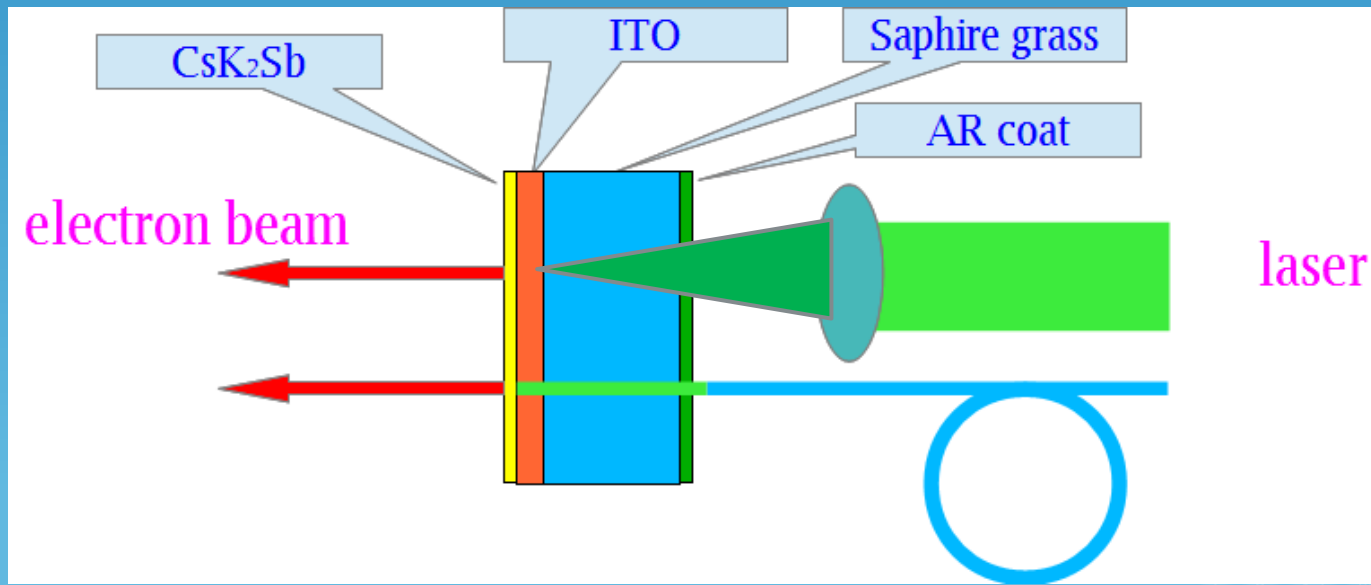 CsK₂Sb
ITO
Saphire grass
AR coat
electron beam
laser